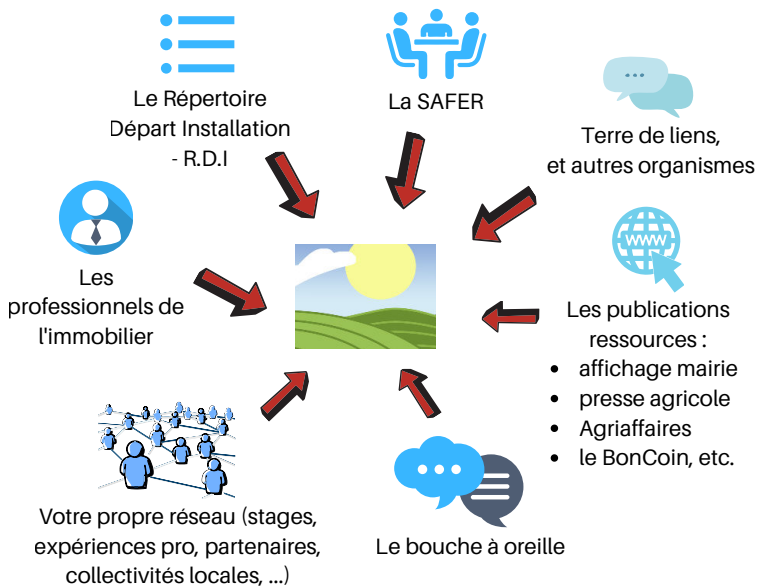 Le Répertoire
Départ Installation
- R.D.I
La SAFER
...
Terre de liens,
et autres organismes
Les
professionnels de
l'immobilier
WWW
Les publications
ressources :
• affichage mairie
• presse agricole
• Agriaffaires
• le BonCoin, etc.
Votre propre réseau (stages,
expériences pro, partenaires,
collectivités locales, ...)
Le bouche à oreille